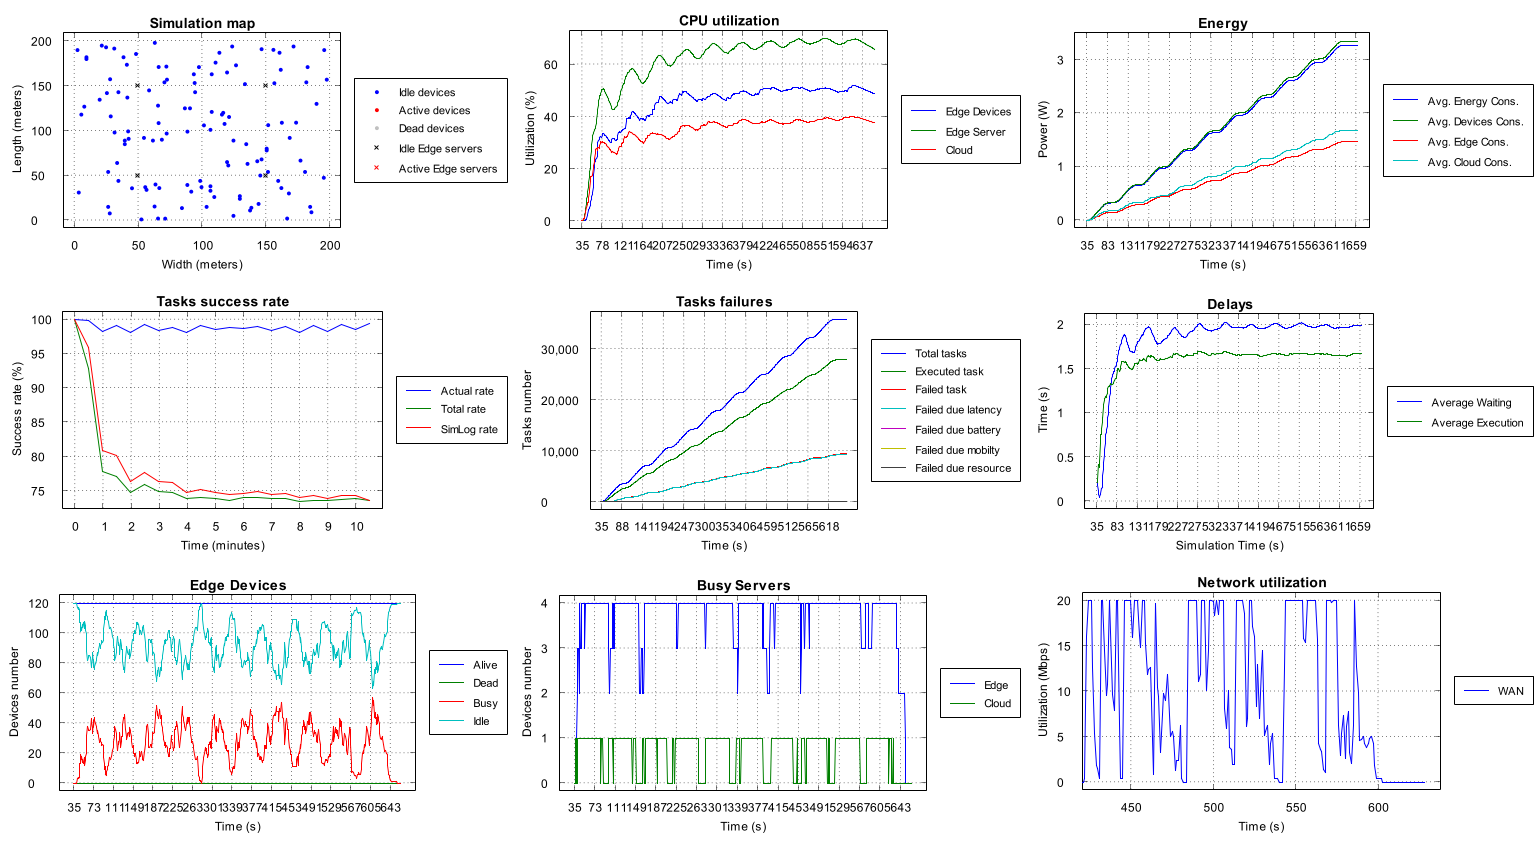 Simulation map
Length (meters)
200
150
100
50
0
0 50 100 150 200
Width (meters)
Idle devices
Active devices
Dead devices
Idle Edge servers
Active Edge servers
CPU utilization
Utilization (%)
60
40
20
0
35 78
Time (s)
Edge Devices
Edge Server
Cloud
Energy
Power (W)
3
2
1
0
35 83
Time (s)
Avg. Energy Cons.
Avg. Devices Cons.
Avg. Edge Cons.
Avg. Cloud Cons.
Tasks success rate
Success rate (%)
100
95
90
85
80
75
0 1 2 3 4 5 6 7 8 9 10
Time (minutes)
Actual rate
Total rate
SimLog rate
Tasks failures
Tasks number
30,000
20,000
10,000
0
35 88
Time (s)
Total tasks
Executed task
Failed task
Failed due latency
Failed due battery
Failed due mobilty
Failed due resource
Delays
Time (s)
2
1.5
1
0.5
0
35 83
Simulation Time (s)
Average Waiting
Average Execution
Edge Devices
Devices number
120
100
80
60
40
20
0
35 73
Time (s)
Alive
Dead
Busy
Idle
Busy Servers
Devices number
4
3
2
1
0
35 73
Time (s)
Edge
Cloud
Network utilization
Utilization (Mbps)
20
15
10
5
0
450 500 550 600
Time (s)
WAN